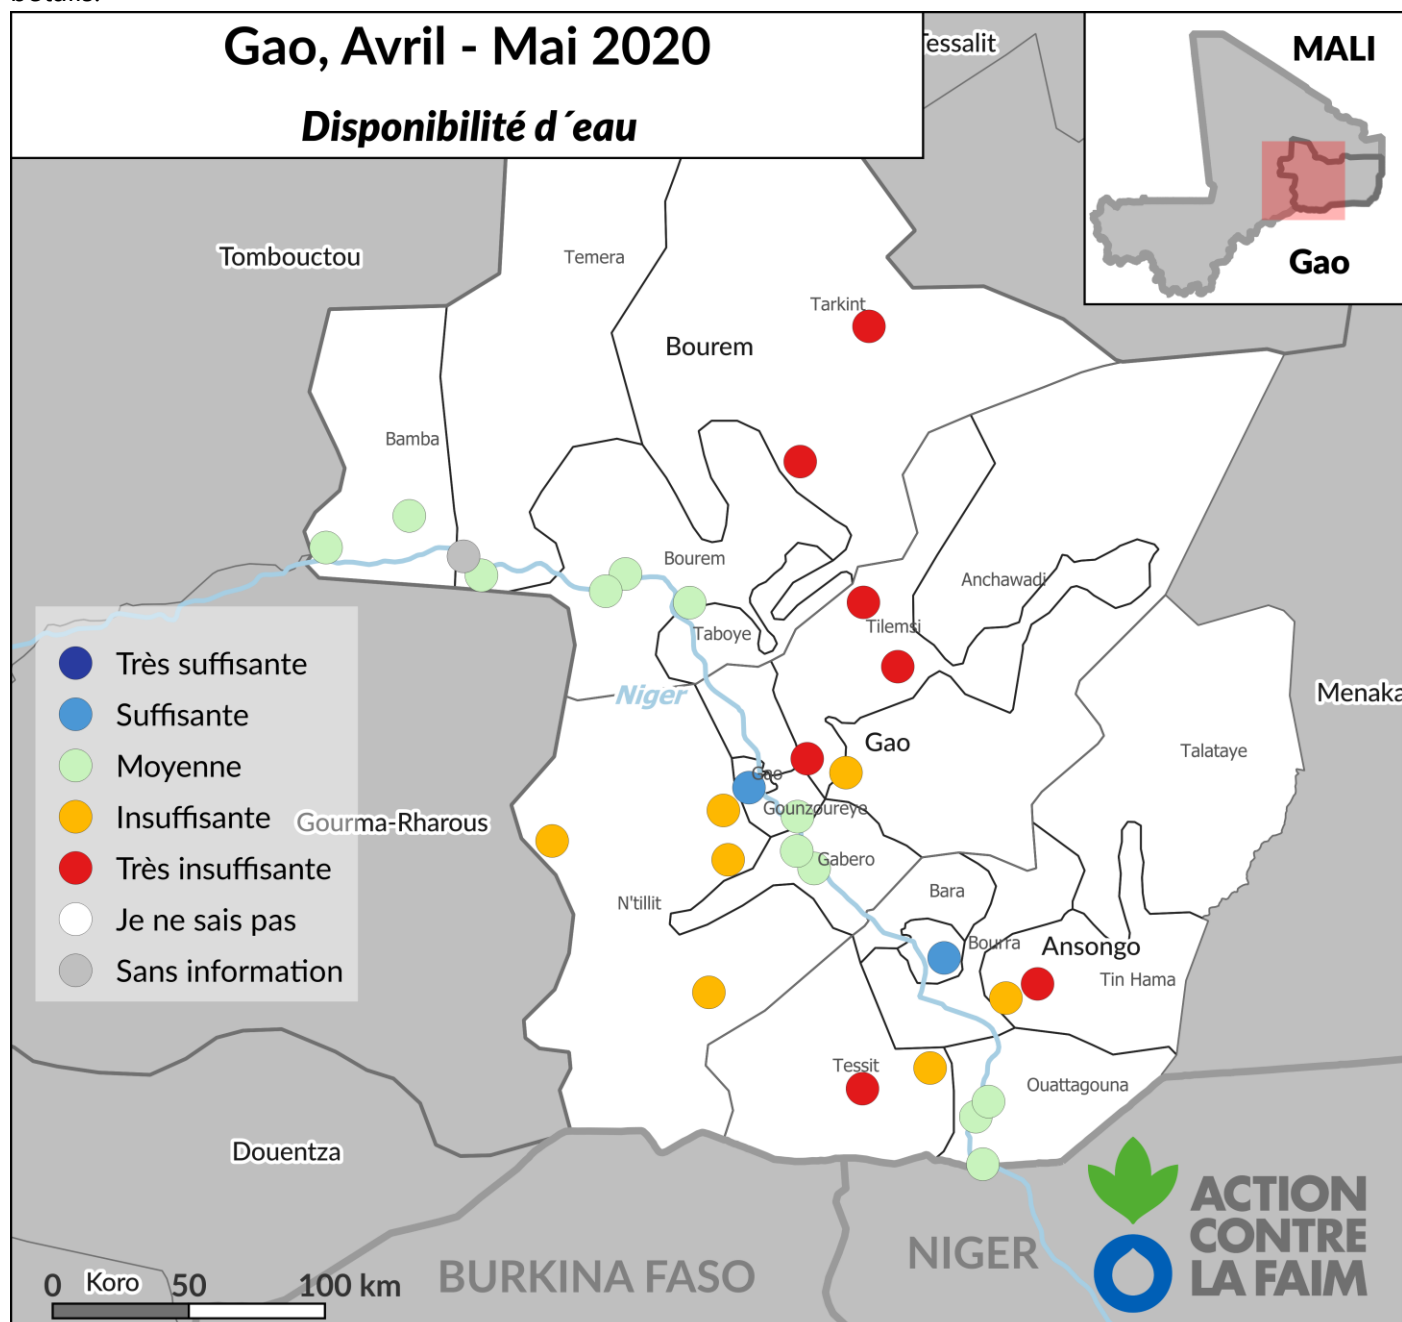 Gao, Avril - Mai 2020
Disponibilité d´eau
Tessalit
MALI
Gao
Tombouctou
Temera
Tarkint
Bourem
Bamba
Bourem
Anchawadj
Tilemsi
Taboye
Niger
Menaka
Gao
Talataye
Gao
Gounzoureye
Gourma-Rharous
Gabero
Bara
N'tillit
Bourra
Ansongo
Tin Hama
Tessit
Ouattagouna
Très suffisante
Suffisante
Moyenne
Insuffisante
Très insuffisante
Je ne sais pas
Sans information
Douentza
BURKINA FASO
NIGER
Koro
0 50 100 km
ACTION
CONTRE
LA FAIM